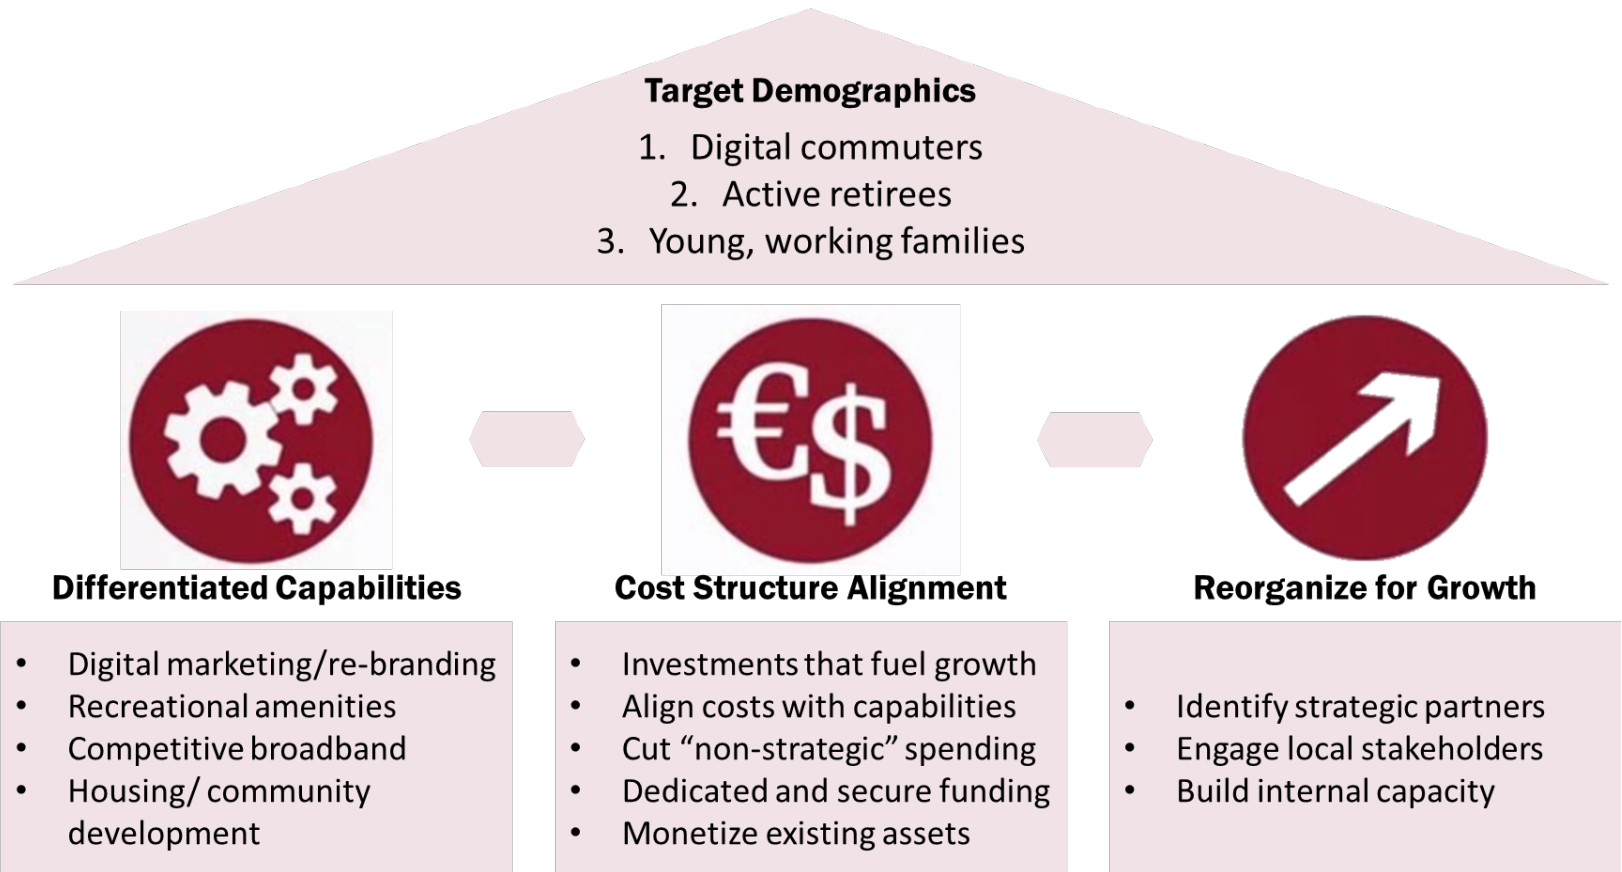 Target Demographics
1. Digital commuters
2. Active retirees
3. Young, working families
€$
Differentiated Capabilities
• Digital marketing/re-branding
• Recreational amenities
• Competitive broadband
• Housing/ community
development
Cost Structure Alignment
• Investments that fuel growth
• Align costs with capabilities
• Cut “non-strategic” spending
• Dedicated and secure funding
• Monetize existing assets
Reorganize for Growth
• Identify strategic partners
• Engage local stakeholders
• Build internal capacity